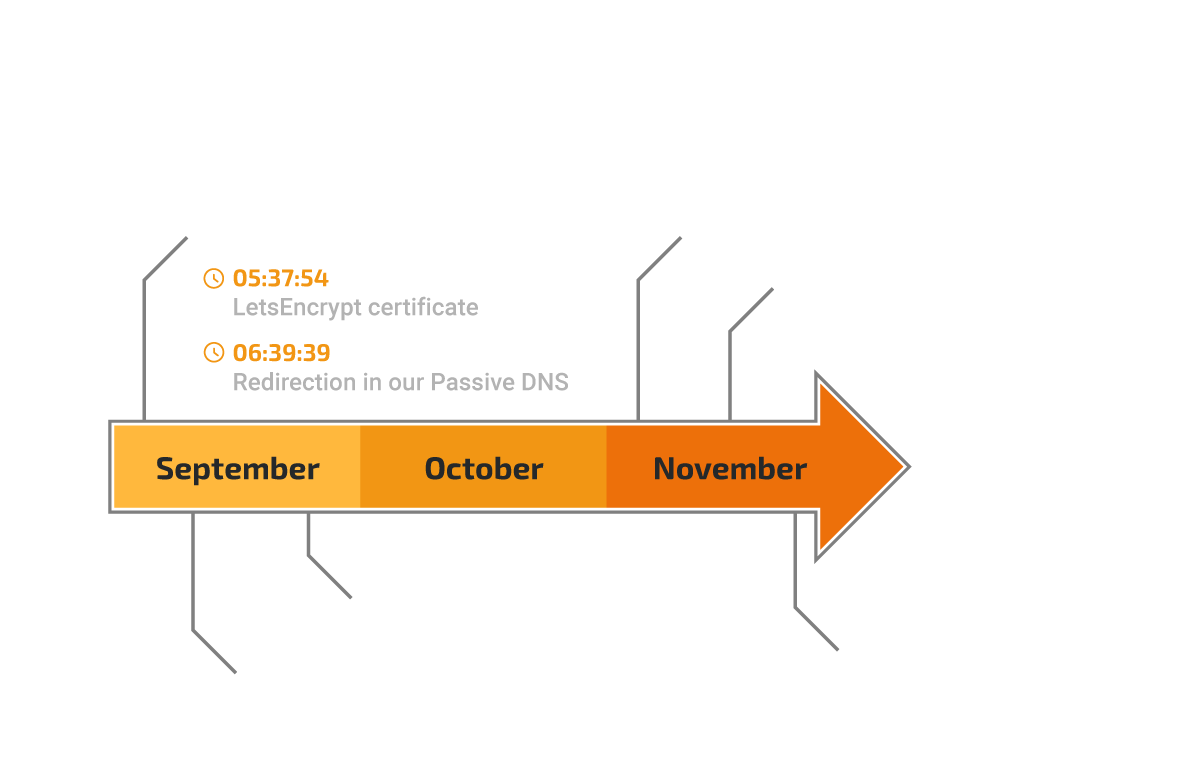 05:37:54
LetsEncrypt certificate
06:39:39
Redirection in our Passive DNS
September
October
November